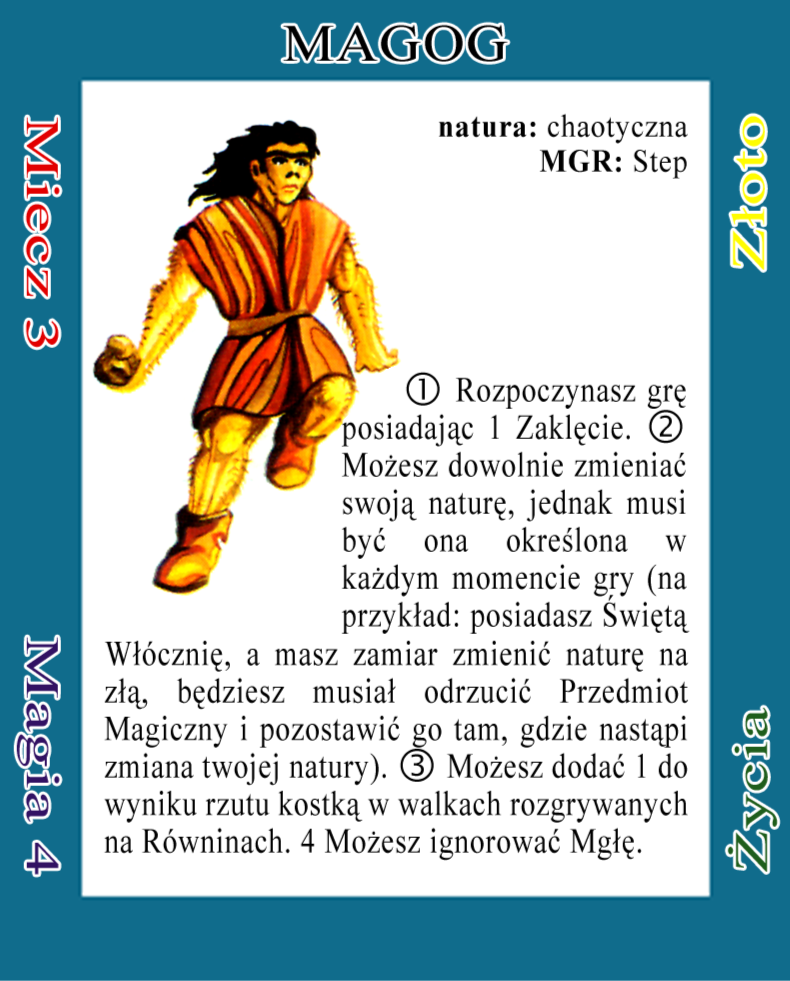 MAGOG
Miecz 3
Magia 4
Złoto
Życia
natura: chaotyczna
MGR: Step
① Rozpoczynasz grę
posiadając 1 Zaklęcie. ②
Możesz dowolnie zmieniać
swoją naturę, jednak musi
być ona określona w
każdym momencie gry (na
przykład: posiadasz Świętą
Włócznię, a masz zamiar zmienić naturę na
złą, będziesz musiał odrzucić Przedmiot
Magiczny i pozostawić go tam, gdzie nastąpi
zmiana twojej natury). ③ Możesz dodać 1 do
wyniku rzutu kostką w walkach rozgrywanych
na Równinach. 4 Możesz ignorować Mgłę.